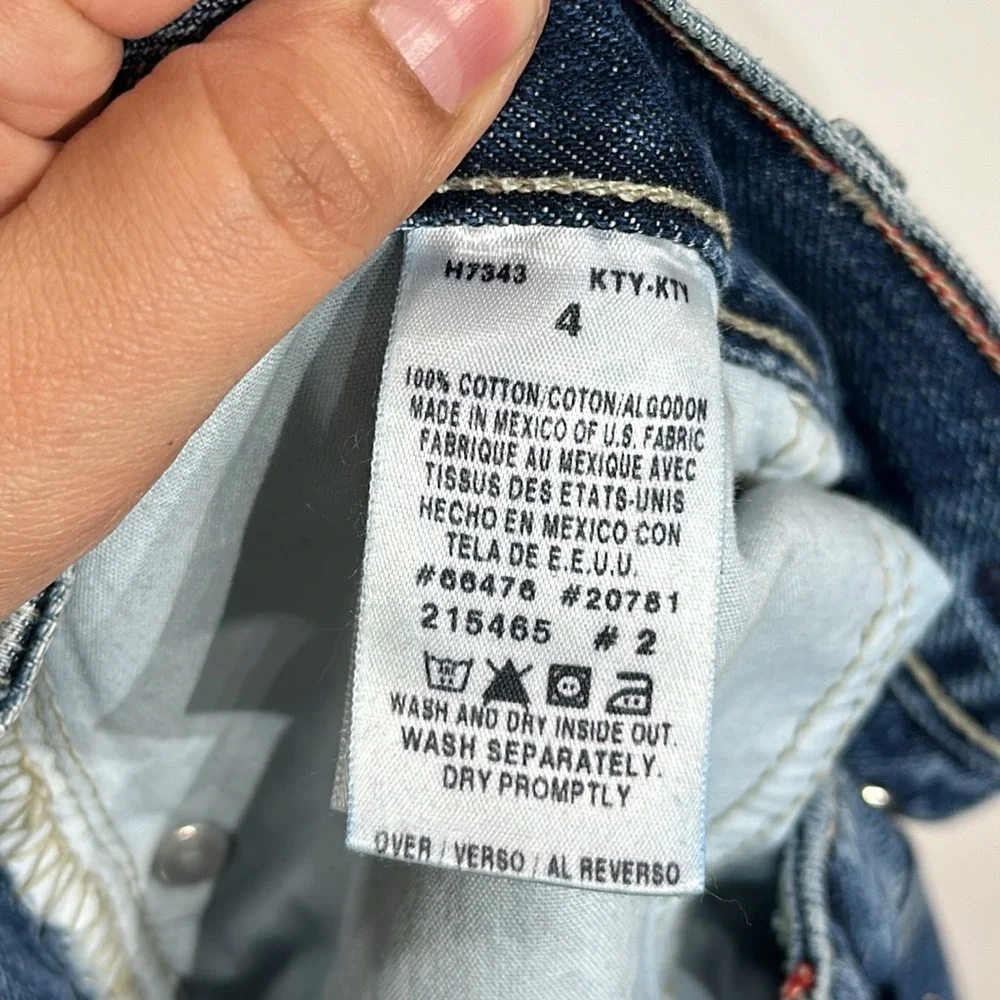 H7343 KTY-KTY
4
100% COTTON/COTON/ALGODON
MADE IN MEXICO OF U.S. FABRIC
FABRIQUE AU MEXIQUE AVEC
TISSUS DES ETATS-UNIS
HECHO EN MEXICO CON
TELA DE E.E.U.U.
#66476 #20781
215465 #2
WASH AND DRY INSIDE OUT.
WASH SEPARATELY.
DRY PROMPTLY
OVER / VERSO / AL REVERSO